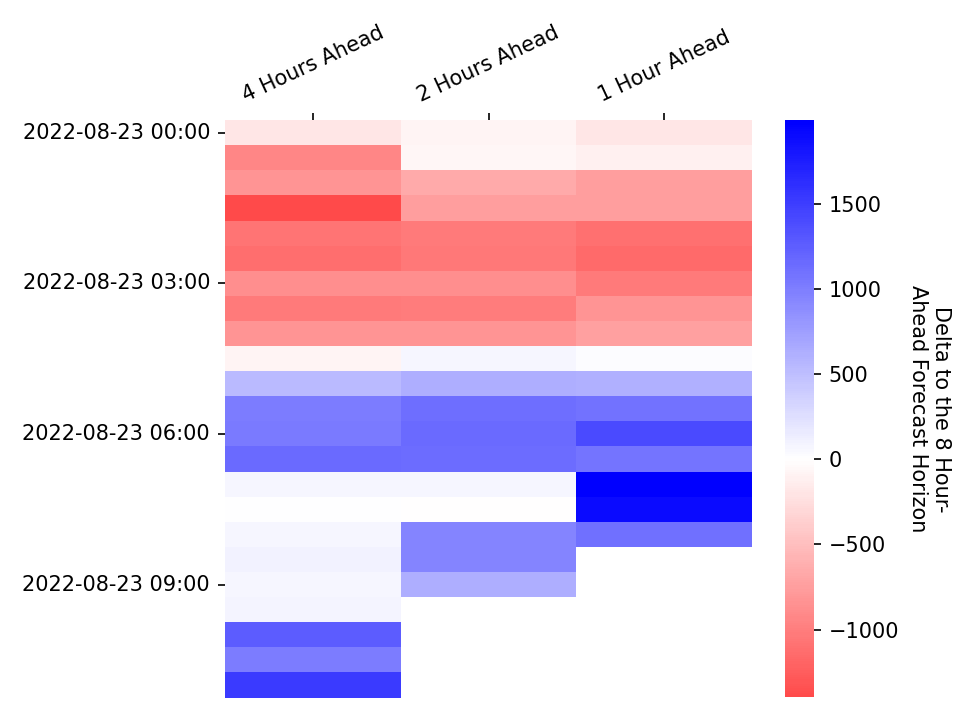 4 Hours Ahead
2 Hours Ahead
1 Hour Ahead
2022-08-23 00:00
2022-08-23 03:00
2022-08-23 06:00
2022-08-23 09:00
1500
1000
500
0
−500
−1000
Delta to the 8 Hour-
Ahead Forecast Horizon